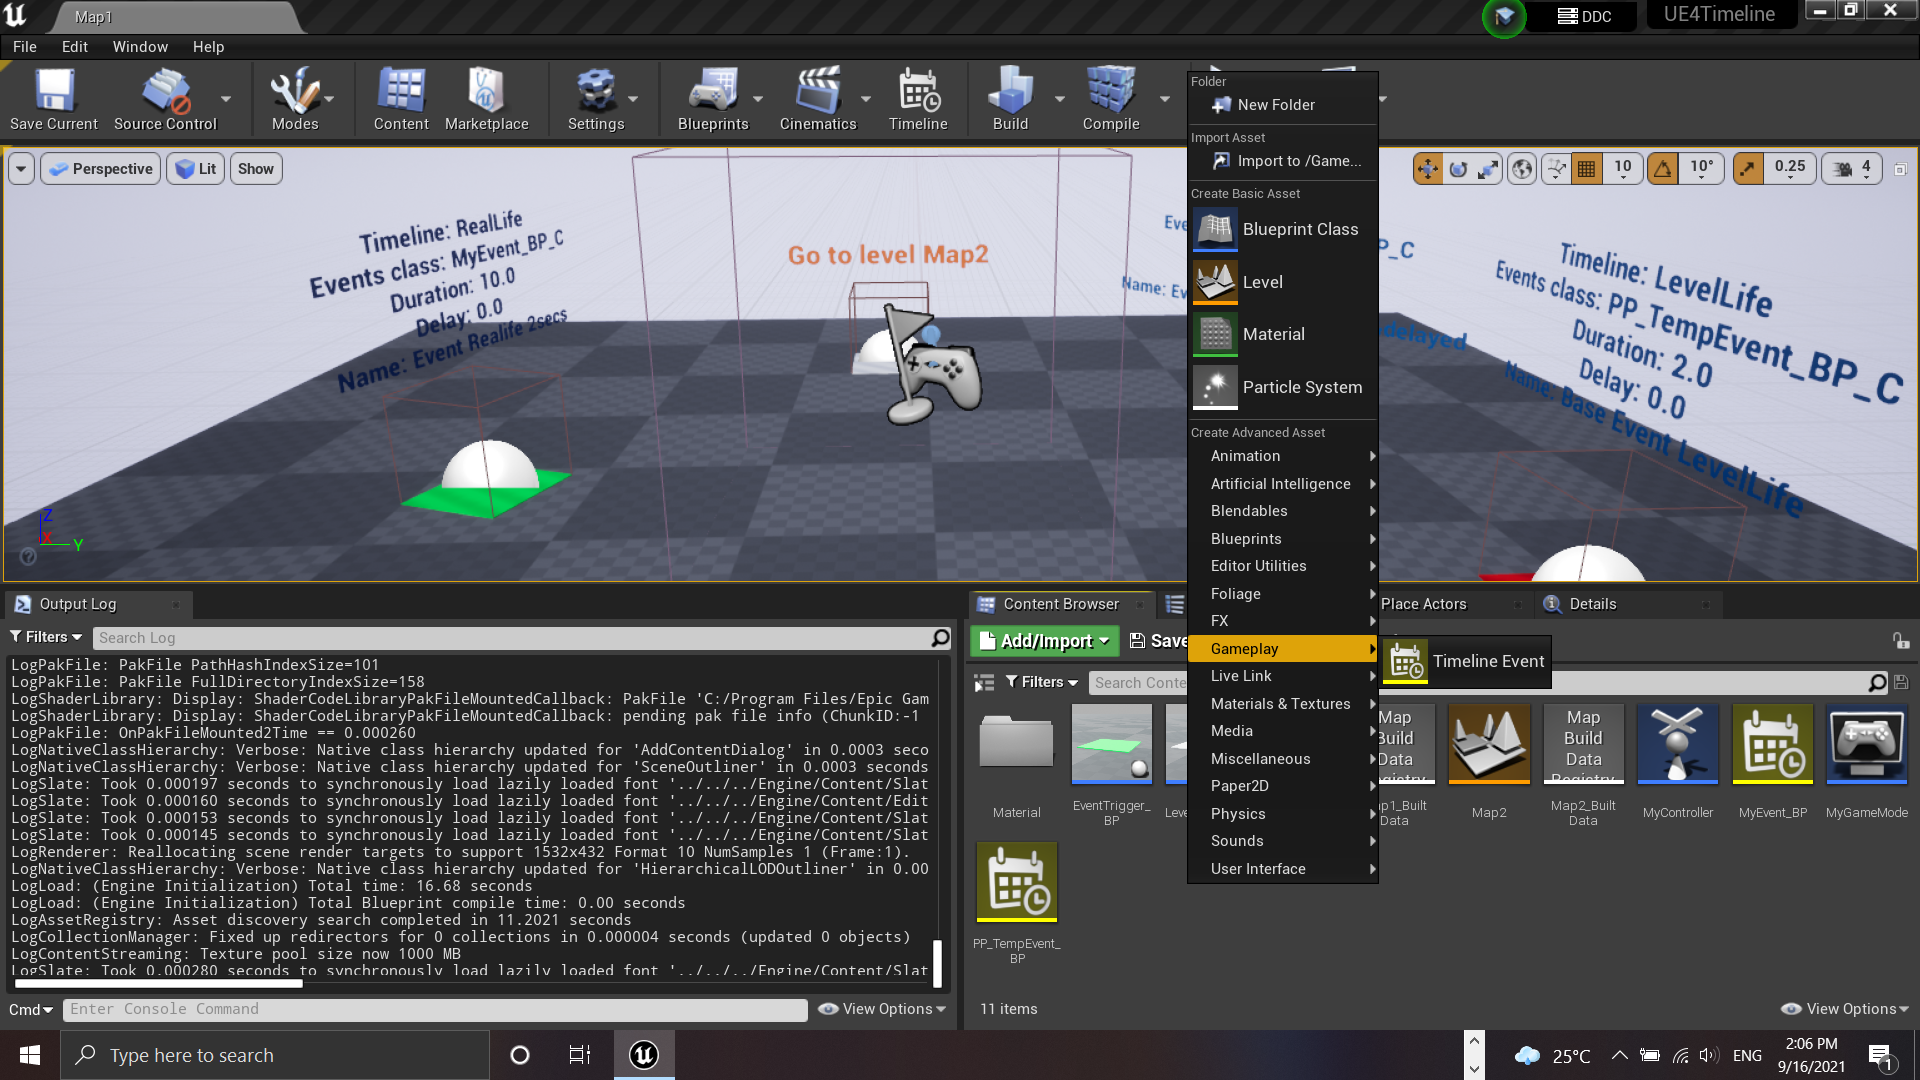 Map1
DDC
UE4Timeline
File Edit Window Help
Save Current
Source Control
Modes
Content
Marketplace
Settings
Blueprints
Cinematics
Timeline
Build
Compile
Perspective
Lit
Show
10
10°
0.25
4
Timeline: RealLife
Events class: MyEvent_BP_C
Duration: 10.0
Delay: 0.0
Name: Event Realife 2secs
Go to level Map2
Name: Ev
P_C
delayed
Timeline: LevelLife
Events class: PP_TempEvent_BP_C
Duration: 2.0
Delay: 0.0
Name: Base Event LevelLife
Z
X
Y
Folder
New Folder
Import Asset
Import to /Game...
Create Basic Asset
Blueprint Class
Level
Material
Particle System
Create Advanced Asset
Animation
Artificial Intelligence
Blendables
Blueprints
Editor Utilities
Foliage
FX
Gameplay
Live Link
Materials & Textures
Media
Miscellaneous
Paper2D
Physics
Sounds
User Interface
Timeline Event
Output Log
Filters
Search Log
LogPakFile: PakFile PathHashIndexSize=101
LogPakFile: PakFile FullDirectoryIndexSize=158
LogShaderLibrary: Display: ShaderCodeLibraryPakFileMountedCallback: PakFile 'C:/Program Files/Epic Gam
LogShaderLibrary: Display: ShaderCodeLibraryPakFileMountedCallback: pending pak file info (ChunkID:-1
LogPakFile: OnPakFileMounted2Time == 0.000260
LogNativeClassHierarchy: Verbose: Native class hierarchy updated for 'AddContentDialog' in 0.0003 seco
LogNativeClassHierarchy: Verbose: Native class hierarchy updated for 'SceneOutliner' in 0.0003 seconds
LogSlate: Took 0.000197 seconds to synchronously load lazily loaded font '../../../Engine/Content/Slat
LogSlate: Took 0.000160 seconds to synchronously load lazily loaded font '../../../Engine/Content/Edit
LogSlate: Took 0.000153 seconds to synchronously load lazily loaded font '../../../Engine/Content/Slat
LogSlate: Took 0.000145 seconds to synchronously load lazily loaded font '../../../Engine/Content/Slat
LogRenderer: Reallocating scene render targets to support 1532x432 Format 10 NumSamples 1 (Frame:1).
LogNativeClassHierarchy: Verbose: Native class hierarchy updated for 'HierarchicalLODOutliner' in 0.00
LogLoad: (Engine Initialization) Total time: 16.68 seconds
LogLoad: (Engine Initialization) Total Blueprint compile time: 0.00 seconds
LogAssetRegistry: Asset discovery search completed in 11.2021 seconds
LogCollectionManager: Fixed up redirectors for 0 collections in 0.000004 seconds (updated 0 objects)
LogContentStreaming: Texture pool size now 1000 MB
LogSlate: Took 0.000280 seconds to synchronously load lazily loaded font '../../../Engine/Content/Slat
Cmd
Enter Console Command
View Options
Content Browser
Place Actors
Details
Add/Import
Save
Filters
Search Conte
Map
Build
Data
Registry
Map
Build
Data
Registry
Material
EventTrigger_
BP
Leve
p1_Built
Data
Map2
Map2_Built
Data
MyController
MyEvent_BP
MyGameMode
PP_TempEvent_
BP
11 items
View Options
Type here to search
25°C
ENG
2:06 PM
9/16/2021
1